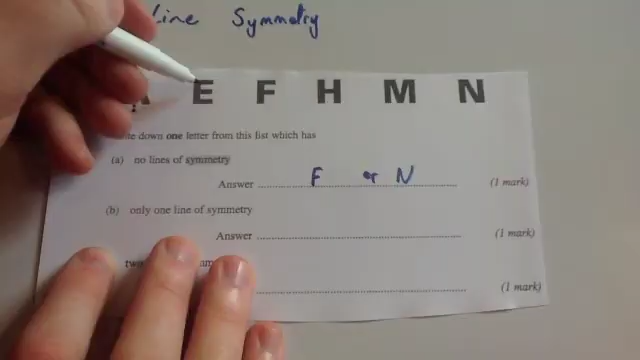 Line Symmetry
E F H M N
down one letter from this list which has
(a) no lines of symmetry
Answer F or N (1 mark)
(b) only one line of symmetry
Answer (1 mark)
two
(1 mark)